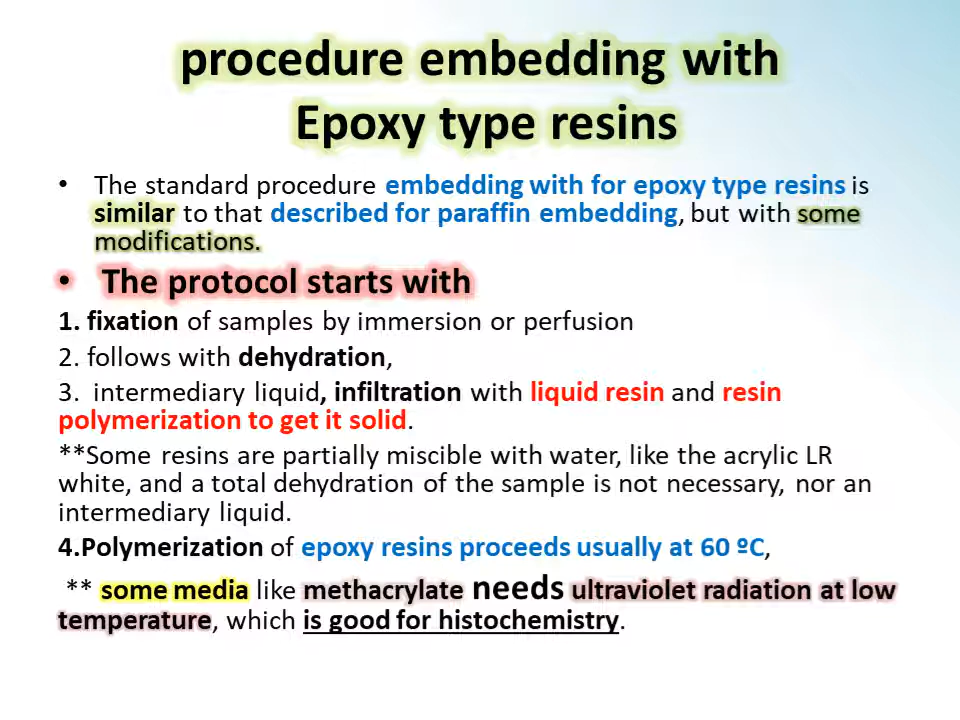 procedure embedding with
Epoxy type resins
• The standard procedure embedding with for epoxy type resins is
similar to that described for paraffin embedding, but with some
modifications.
• The protocol starts with
1. fixation of samples by immersion or perfusion
2. follows with dehydration,
3. intermediary liquid, infiltration with liquid resin and resin
polymerization to get it solid.
**Some resins are partially miscible with water, like the acrylic LR
white, and a total dehydration of the sample is not necessary, nor an
intermediary liquid.
4.Polymerization of epoxy resins proceeds usually at 60 ºC,
** some media like methacrylate needs ultraviolet radiation at low
temperature, which is good for histochemistry.